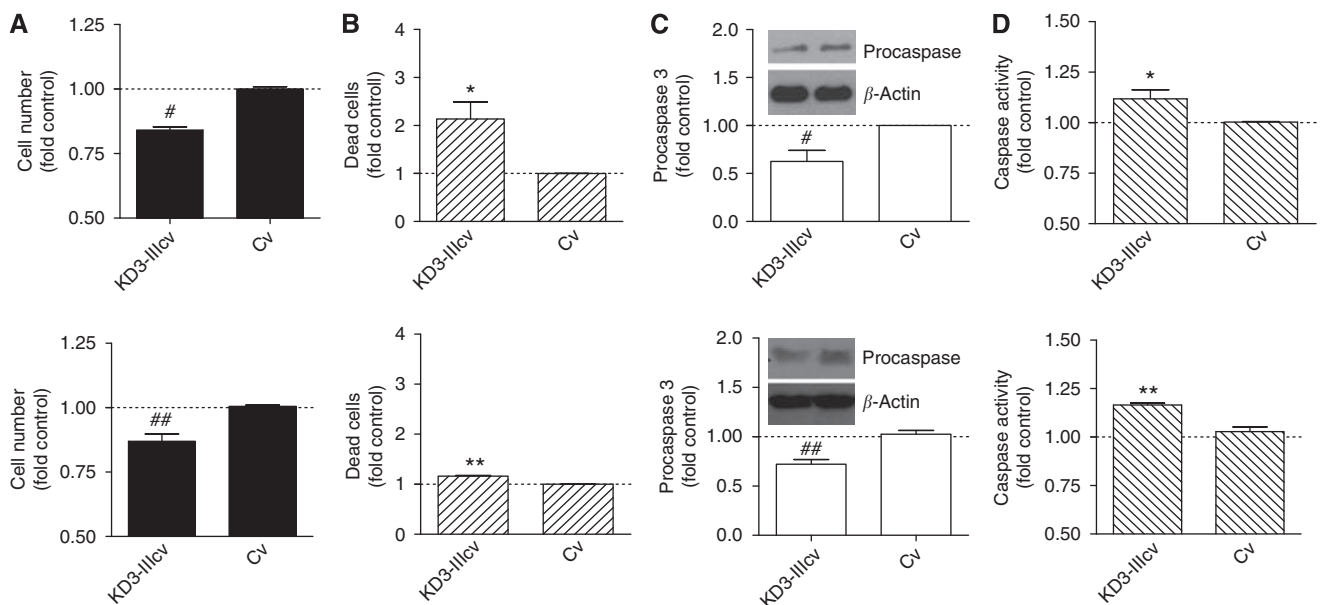 A
Cell number
(fold control)
1.25
1.00
0.75
0.50
#
KD3-IIIcv
Cv
B
Dead cells
(fold control)
4
3
2
1
0
*
KD3-IIIcv
Cv
C
Procaspase 3
(fold control)
2.0
1.5
1.00
0.5
0.0
Procaspase
β-Actin
#
KD3-IIIcv
Cv
D
Caspase activity
(fold control)
1.50
1.25
1.00
0.75
0.50
*
KD3-IIIcv
Cv
Cell number
(fold control)
1.25
1.00
0.75
0.50
##
KD3-IIIcv
Cv
Dead cells
(fold control)
4
3
2
1
0
**
KD3-IIIcv
Cv
Procaspase 3
(fold control)
2.0
1.5
1.00
0.5
0.0
Procaspase
β-Actin
##
KD3-IIIcv
Cv
Caspase activity
(fold control)
1.50
1.25
1.00
0.75
0.50
**
KD3-IIIcv
Cv